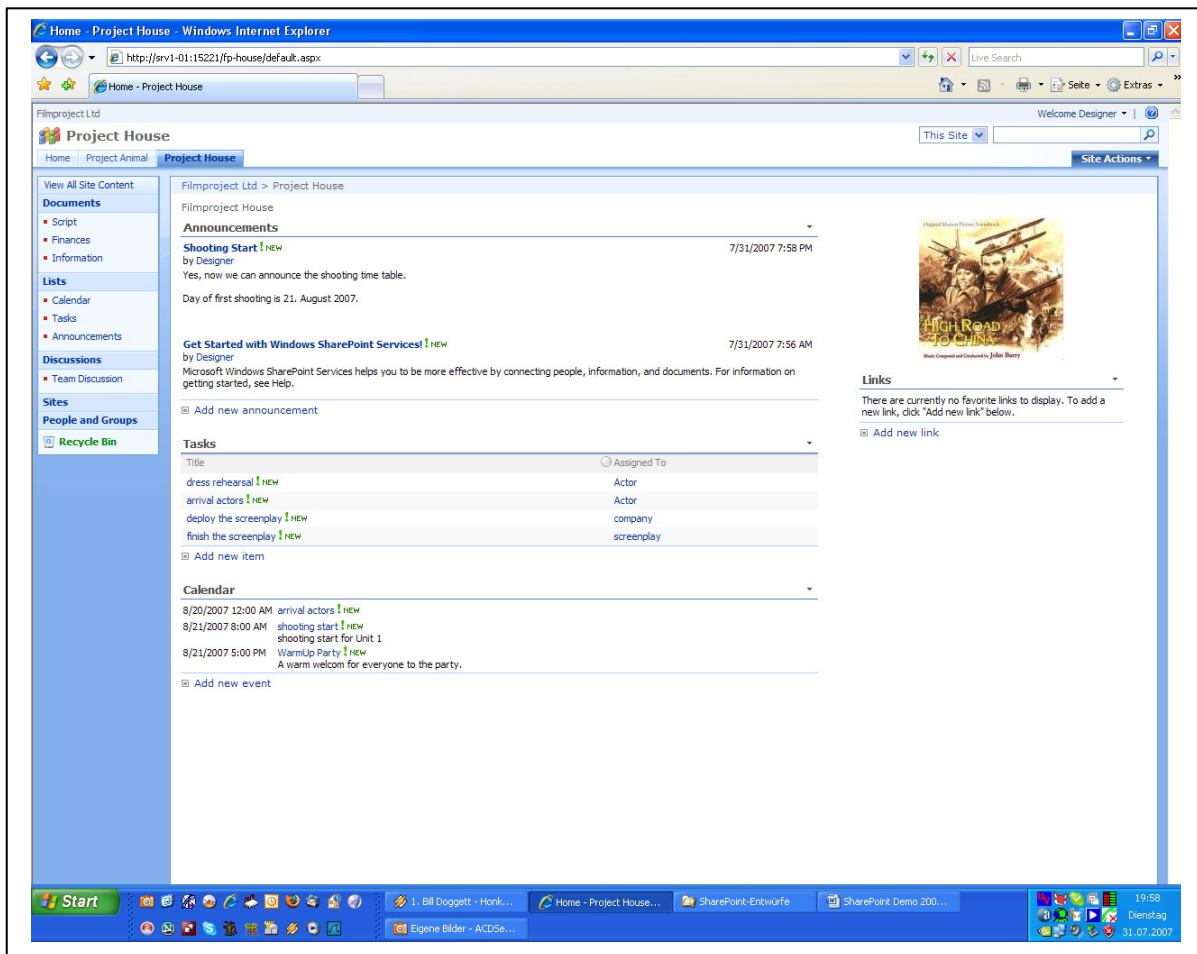 Home - Project House - Windows Internet Explorer
http://srv1-01:15221/fp-house/default.aspx
Live Search
Home - Project House
Seite
Extras
Filmproject Ltd
Welcome Designer
Project House
This Site
Home Project Animal Project House
Site Actions
View All Site Content
Documents
Script
Finances
Information
Lists
Calendar
Tasks
Announcements
Discussions
Team Discussion
Sites
People and Groups
Recycle Bin
Filmproject Ltd > Project House
Filmproject House
Announcements
Shooting Start ! NEW 7/31/2007 7:58 PM
by Designer
Yes, now we can announce the shooting time table.
Day of first shooting is 21. August 2007.
Get Started with Windows SharePoint Services! ! NEW 7/31/2007 7:56 AM
by Designer
Microsoft Windows SharePoint Services helps you to be more effective by connecting people, information, and documents. For information on
getting started, see Help.
Add new announcement
Tasks
Title Assigned To
dress rehearsal ! NEW Actor
arrival actors ! NEW Actor
deploy the screenplay ! NEW company
finish the screenplay ! NEW screenplay
Add new item
Calendar
8/20/2007 12:00 AM arrival actors ! NEW
8/21/2007 8:00 AM shooting start ! NEW
shooting start for Unit 1
8/21/2007 5:00 PM WarmUp Party ! NEW
A warm welcom for everyone to the party.
Add new event
Original Motion Picture Soundtrack
HIGH ROAD
TO CHINA
Music Composed and Conducted by John Barry
Links
There are currently no favorite links to display. To add a
new link, click "Add new link" below.
Add new link
Start
1. Bill Doggett - Honk...
Home - Project House...
SharePoint-Entwürfe
SharePoint Demo 200...
Eigene Bilder - ACDSe...
19:58
Dienstag
31.07.2007